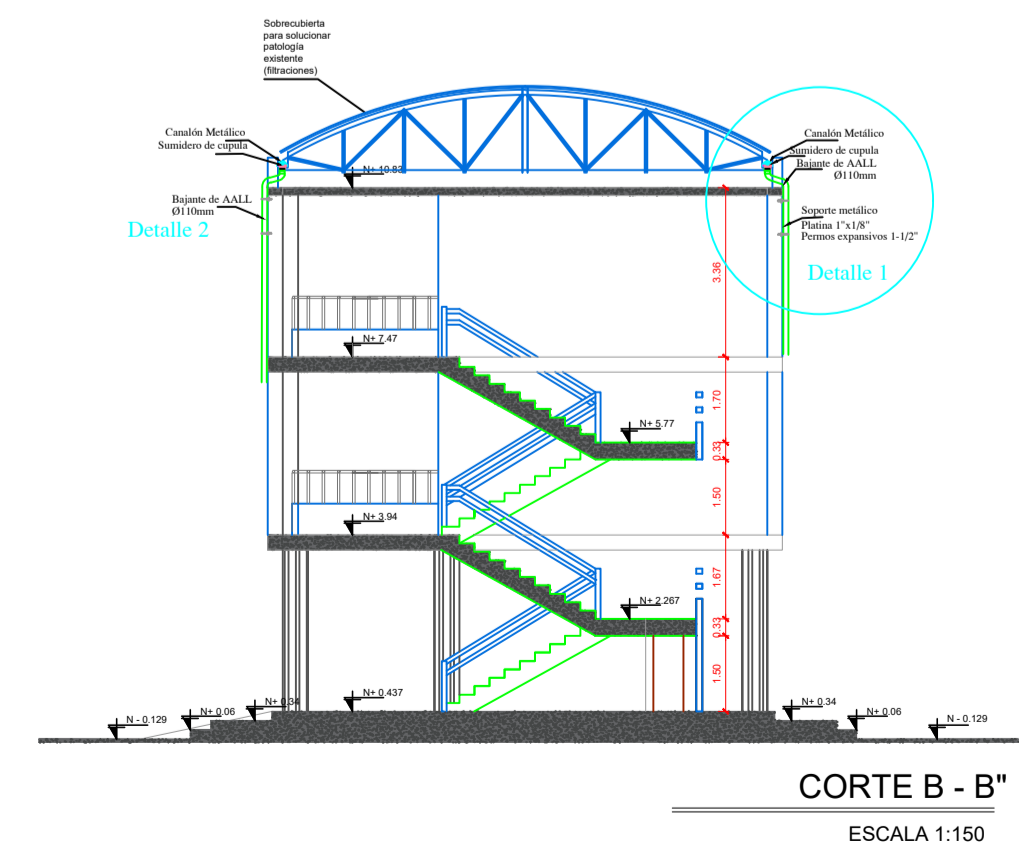 Sobrecubierta
para solucionar
patología
existente
(filtraciones)
Canalón Metálico
Sumidero de cupula
Canalón Metálico
Sumidero de cupula
Bajante de AALL
Ø110mm
N+ 10.83
Bajante de AALL
Ø110mm
Detalle 2
Soporte metálico
Platina 1"x1/8"
Permos expansivos 1-1/2"
Detalle 1
3.36
N+ 7.47
1.70
N+ 5.77
0.33
1.50
N+ 3.94
1.67
N+ 2.267
0.33
1.50
N+ 0.437
N+ 0.34
N+ 0.06
N - 0.129
N+ 0.34
N+ 0.06
N - 0.129
CORTE B - B"
ESCALA 1:150